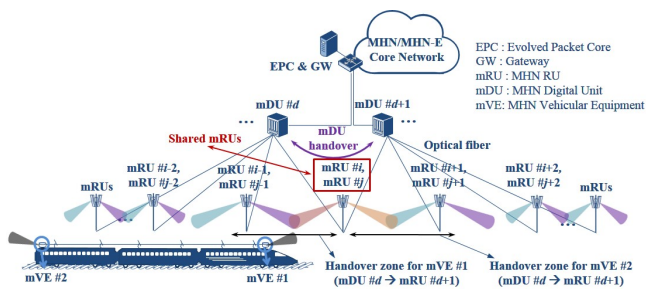 MHN/MHN-E
Core Network
EPC & GW
EPC : Evolved Packet Core
GW : Gateway
mRU : MHN RU
mDU : MHN Digital Unit
mVE: MHN Vehicular Equipment
mDU #d
mDU #d+1
...
...
Shared mRUs
mDU
handover
Optical fiber
mRUs
mRU #i-2,
mRU #j-2
mRU #i-1,
mRU #j-1
mRU #i,
mRU #j
mRU #i+1,
mRU #j+1
mRU #i+2,
mRU #j+2
mRUs
...
...
mVE #2
mVE #1
Handover zone for mVE #1
(mDU #d → mRU #d+1)
Handover zone for mVE #2
(mDU #d → mRU #d+1)